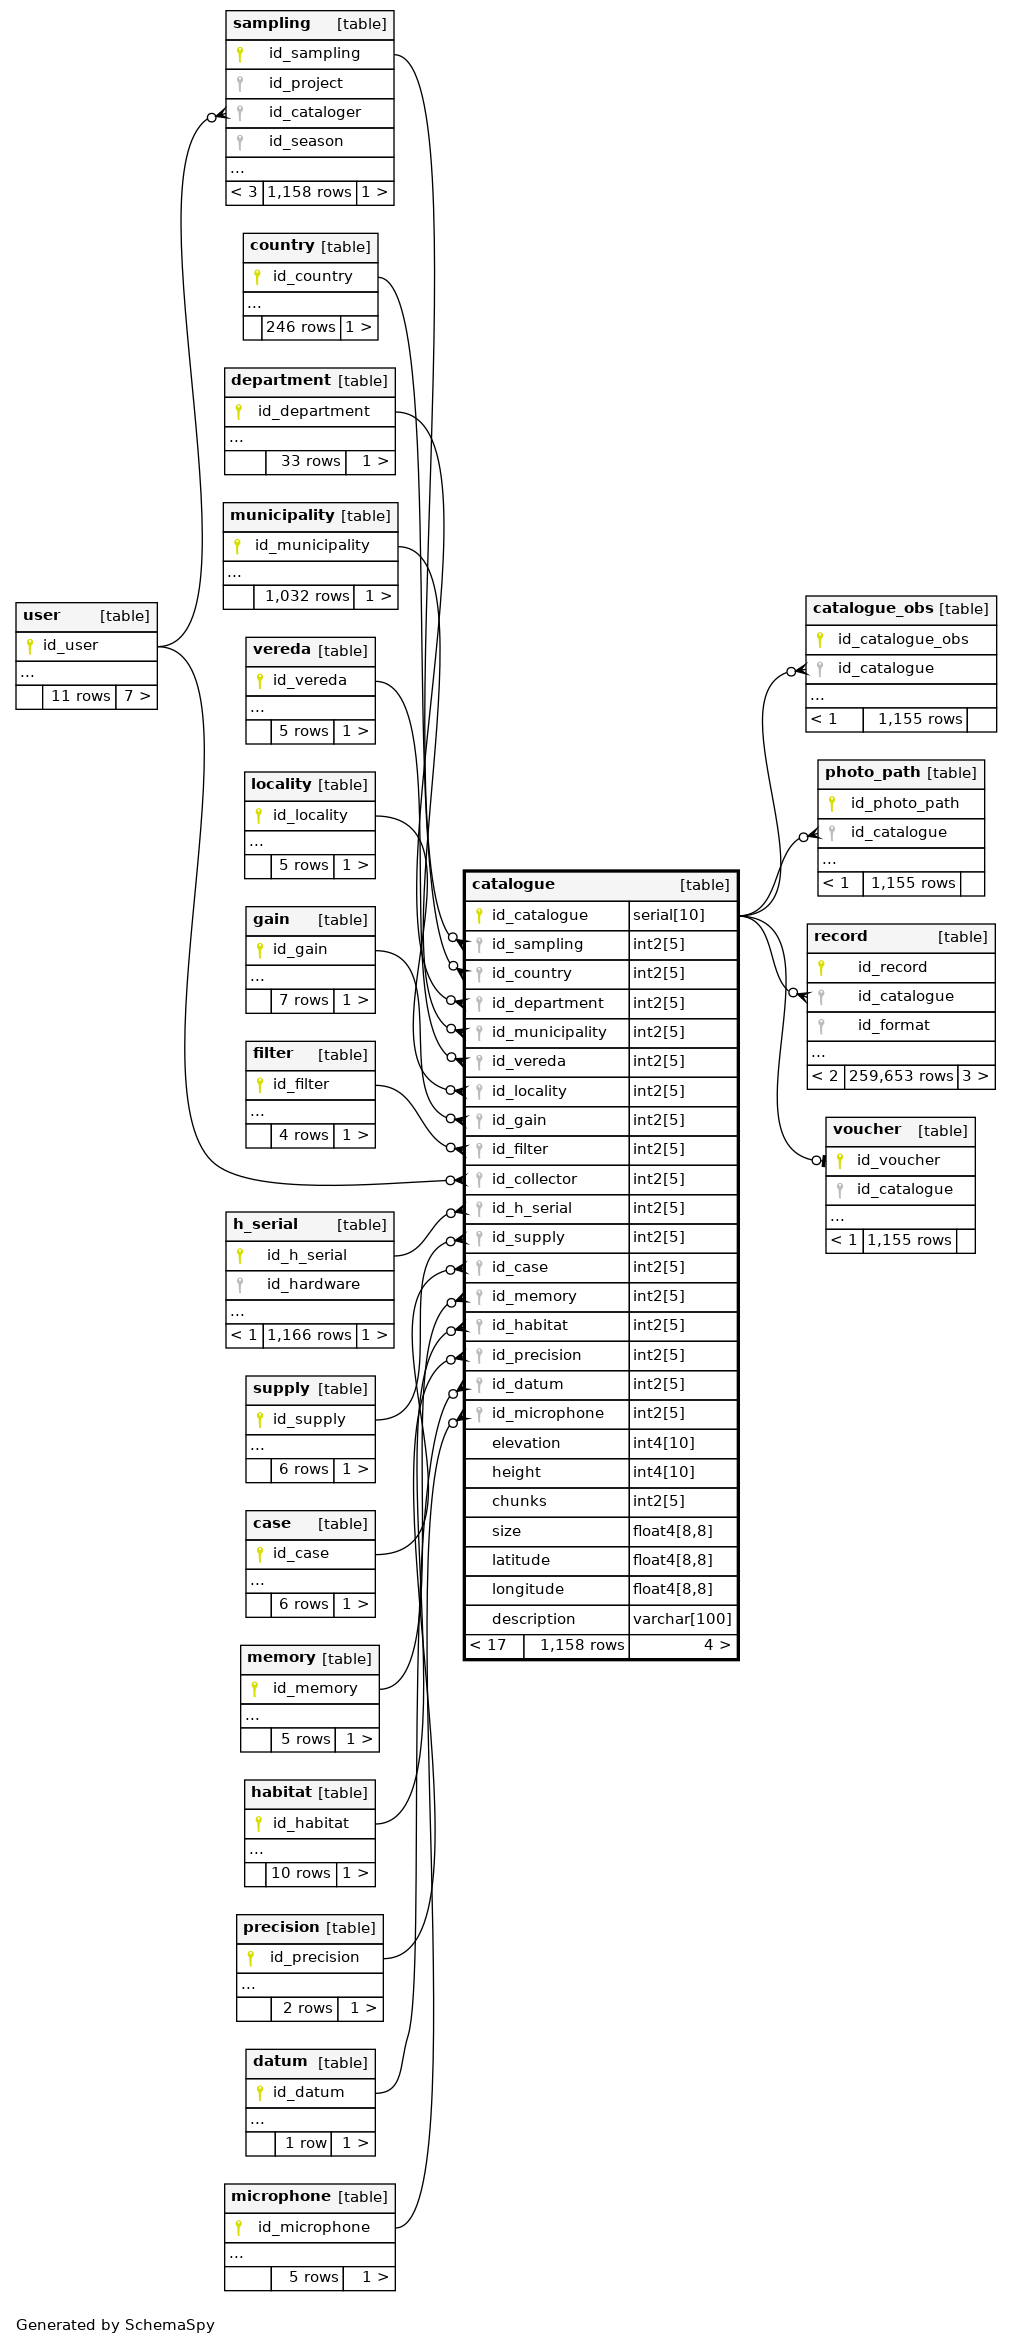 sampling [table]
id_sampling
id_project
id_cataloger
id_season
...
< 3 1,158 rows 1 >
country [table]
id_country
...
246 rows 1 >
department [table]
id_department
...
33 rows 1 >
municipality [table]
id_municipality
...
1,032 rows 1 >
user [table]
id_user
...
11 rows 7 >
vereda [table]
id_vereda
...
5 rows 1 >
locality [table]
id_locality
...
5 rows 1 >
gain [table]
id_gain
...
7 rows 1 >
filter [table]
id_filter
...
4 rows 1 >
h_serial [table]
id_h_serial
id_hardware
...
< 1 1,166 rows 1 >
supply [table]
id_supply
...
6 rows 1 >
case [table]
id_case
...
6 rows 1 >
memory [table]
id_memory
...
5 rows 1 >
habitat [table]
id_habitat
...
10 rows 1 >
precision [table]
id_precision
...
2 rows 1 >
datum [table]
id_datum
...
1 row 1 >
microphone [table]
id_microphone
...
5 rows 1 >
catalogue [table]
id_catalogue serial[10]
id_sampling int2[5]
id_country int2[5]
id_department int2[5]
id_municipality int2[5]
id_vereda int2[5]
id_locality int2[5]
id_gain int2[5]
id_filter int2[5]
id_collector int2[5]
id_h_serial int2[5]
id_supply int2[5]
id_case int2[5]
id_memory int2[5]
id_habitat int2[5]
id_precision int2[5]
id_datum int2[5]
id_microphone int2[5]
elevation int4[10]
height int4[10]
chunks int2[5]
size float4[8,8]
latitude float4[8,8]
longitude float4[8,8]
description varchar[100]
< 17 1,158 rows 4 >
catalogue_obs [table]
id_catalogue_obs
id_catalogue
...
< 1 1,155 rows
photo_path [table]
id_photo_path
id_catalogue
...
< 1 1,155 rows
record [table]
id_record
id_catalogue
id_format
...
< 2 259,653 rows 3 >
voucher [table]
id_voucher
id_catalogue
...
< 1 1,155 rows
Generated by SchemaSpy